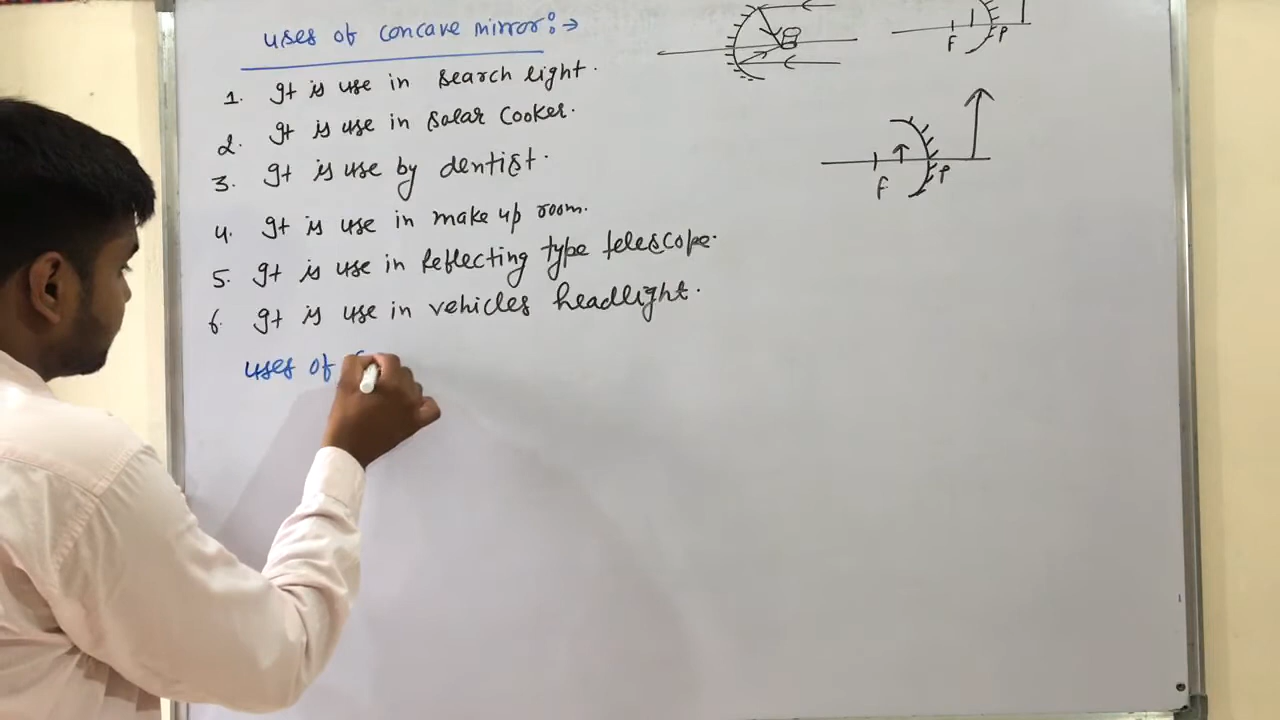 uses of concave mirror:→
1. It is use in search light.
2. It is use in solar cooker.
3. It is use by dentist.
4. It is use in make up room.
5. It is use in Reflecting type telescope.
6. It is use in vehicles headlight.
uses of
F P
F P